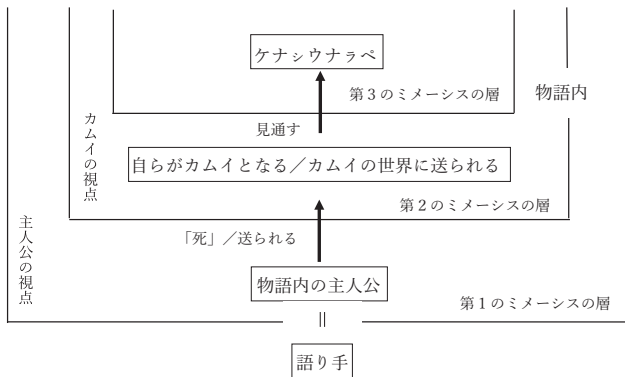 ケナㇱウナㇻペ
第３のミメーシスの層
物語内
見通す
カムイの視点
自らがカムイとなる／カムイの世界に送られる
第２のミメーシスの層
主人公の視点
「死」／送られる
物語内の主人公
第１のミメーシスの層
||
語り手